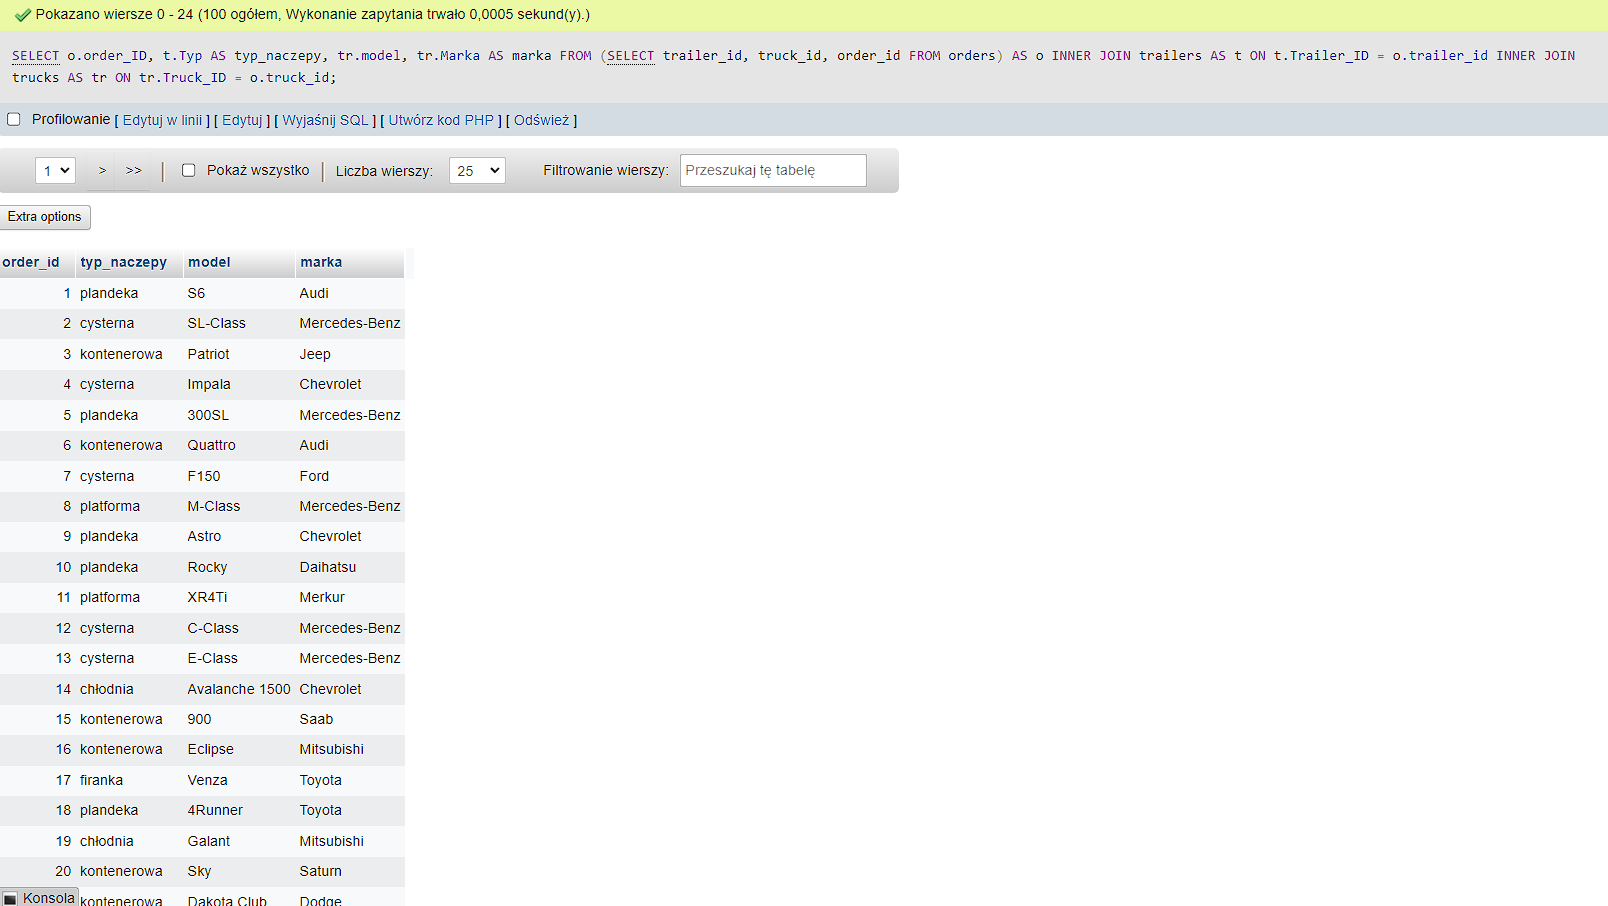 Pokazano wiersze 0 - 24 (100 ogółem, Wykonanie zapytania trwało 0,0005 sekund(y).)
SELECT o.order_ID, t.Typ AS typ_naczepy, tr.model, tr.Marka AS marka FROM (SELECT trailer_id, truck_id, order_id FROM orders) AS o INNER JOIN trailers AS t ON t.Trailer_ID = o.trailer_id INNER JOIN
trucks AS tr ON tr.Truck_ID = o.truck_id;
Profilowanie [ Edytuj w linii ] [ Edytuj ] [ Wyjaśnij SQL ] [ Utwórz kod PHP ] [ Odśwież ]
1 > >> | Pokaż wszystko | Liczba wierszy: 25 Filtrowanie wierszy: Przeszukaj tę tabelę
Extra options
order_id typ_naczepy model marka
1 plandeka S6 Audi
2 cysterna SL-Class Mercedes-Benz
3 kontenerowa Patriot Jeep
4 cysterna Impala Chevrolet
5 plandeka 300SL Mercedes-Benz
6 kontenerowa Quattro Audi
7 cysterna F150 Ford
8 platforma M-Class Mercedes-Benz
9 plandeka Astro Chevrolet
10 plandeka Rocky Daihatsu
11 platforma XR4Ti Merkur
12 cysterna C-Class Mercedes-Benz
13 cysterna E-Class Mercedes-Benz
14 chłodnia Avalanche 1500 Chevrolet
15 kontenerowa 900 Saab
16 kontenerowa Eclipse Mitsubishi
17 firanka Venza Toyota
18 plandeka 4Runner Toyota
19 chłodnia Galant Mitsubishi
20 kontenerowa Sky Saturn
Konsola kontenerowa Dakota Club Dodge